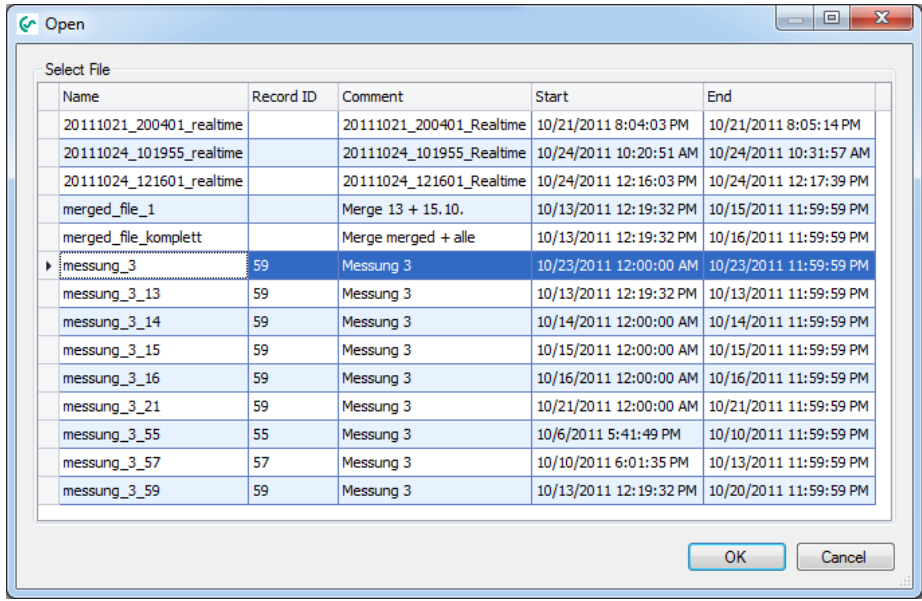 Open
Select File
Name Record ID Comment Start End
20111021_200401_realtime 20111021_200401_Realtime 10/21/2011 8:04:03 PM 10/21/2011 8:05:14 PM
20111024_101955_realtime 20111024_101955_Realtime 10/24/2011 10:20:51 AM 10/24/2011 10:31:57 AM
20111024_121601_realtime 20111024_121601_Realtime 10/24/2011 12:16:03 PM 10/24/2011 12:17:39 PM
merged_file_1 Merge 13 + 15.10. 10/13/2011 12:19:32 PM 10/15/2011 11:59:59 PM
merged_file_komplett Merge merged + alle 10/13/2011 12:19:32 PM 10/16/2011 11:59:59 PM
messung_3 59 Messung 3 10/23/2011 12:00:00 AM 10/23/2011 11:59:59 PM
messung_3_13 59 Messung 3 10/13/2011 12:19:32 PM 10/13/2011 11:59:59 PM
messung_3_14 59 Messung 3 10/14/2011 12:00:00 AM 10/14/2011 11:59:59 PM
messung_3_15 59 Messung 3 10/15/2011 12:00:00 AM 10/15/2011 11:59:59 PM
messung_3_16 59 Messung 3 10/16/2011 12:00:00 AM 10/16/2011 11:59:59 PM
messung_3_21 59 Messung 3 10/21/2011 12:00:00 AM 10/21/2011 11:59:59 PM
messung_3_55 55 Messung 3 10/6/2011 5:41:49 PM 10/10/2011 11:59:59 PM
messung_3_57 57 Messung 3 10/10/2011 6:01:35 PM 10/13/2011 11:59:59 PM
messung_3_59 59 Messung 3 10/13/2011 12:19:32 PM 10/20/2011 11:59:59 PM
OK Cancel